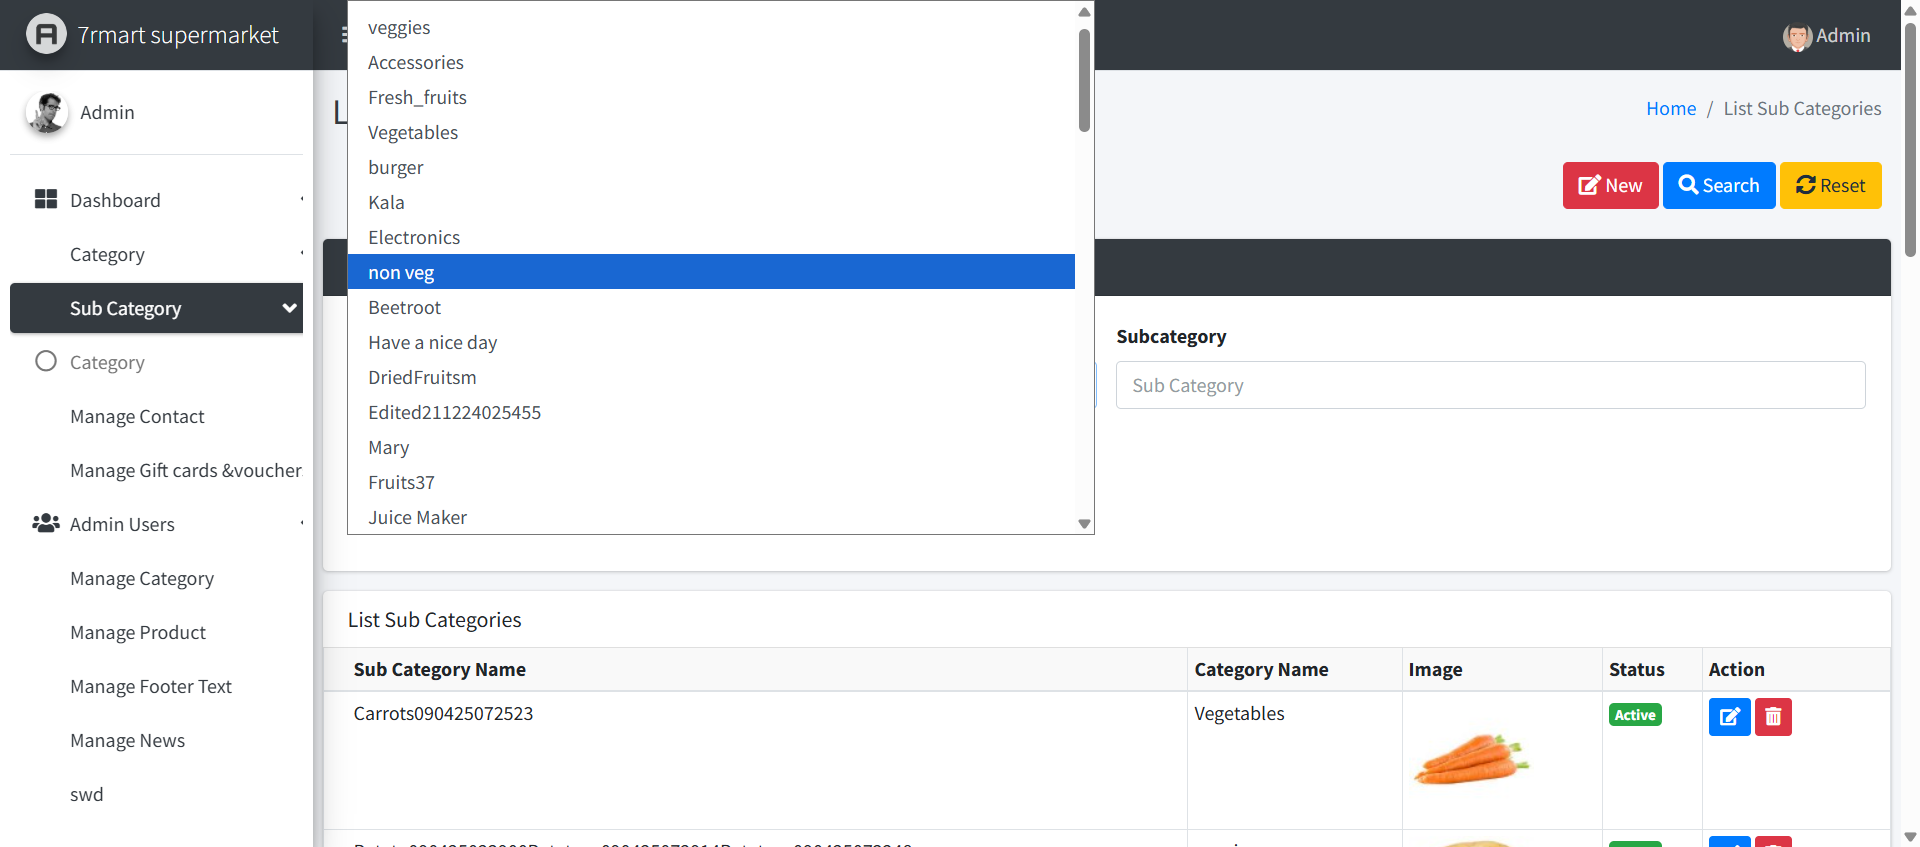 7rmart supermarket
Admin
Admin
Dashboard
Category
Sub Category
Category
Manage Contact
Manage Gift cards &voucher
Admin Users
Manage Category
Manage Product
Manage Footer Text
Manage News
swd
L
veggies
Accessories
Fresh_fruits
Vegetables
burger
Kala
Electronics
non veg
Beetroot
Have a nice day
DriedFruitsm
Edited211224025455
Mary
Fruits37
Juice Maker
Home / List Sub Categories
New Search Reset
Subcategory
Sub Category
List Sub Categories
Sub Category Name Category Name Image Status Action
Carrots090425072523 Vegetables Active